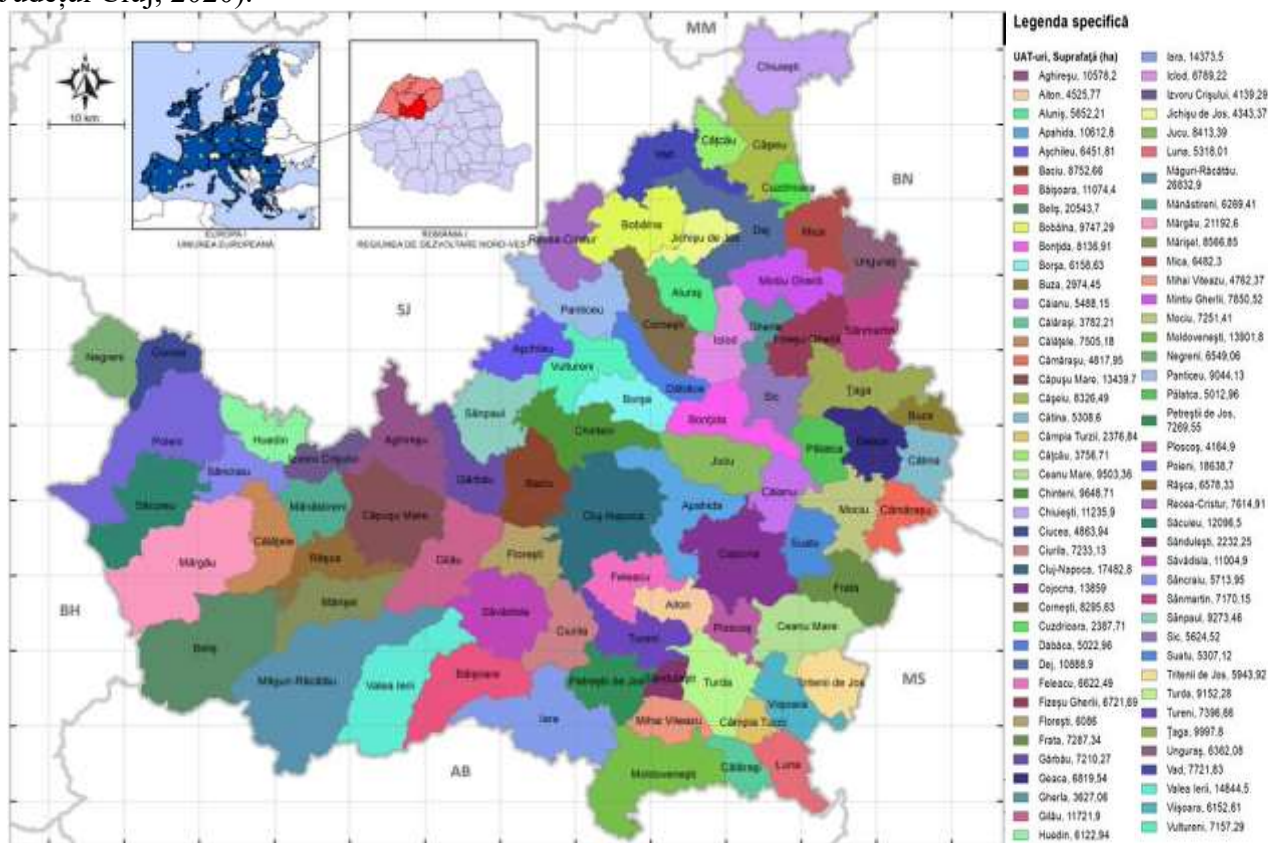 Județul Cluj, 2020).
MM
BN
SJ
BH
AB
MS
10 km
UNIUNEA EUROPEANĂ
REGIUNEA DE DEZVOLTARE NORD-VEST
Chiuiești
Cășeiu
Cățcău
Vad
Cuzdrioara
Bobâlna
Jichișu de Jos
Dej
Mica
Unguraș
Recea Cristur
Mintiu Gherlii
Panticeu
Aluniș
Cornești
Iclod
Gherla
Fizeșu Gherlii
Sânmartin
Negreni
Ciucea
Așchileu
Vultureni
Dăbâca
Sic
Țaga
Buza
Sânpaul
Borșa
Bonțida
Huedin
Aghireșu
Chinteni
Poieni
Izvoru Crișului
Jucu
Pălatca
Geaca
Cătina
Sâncraiu
Gârbău
Baciu
Căianu
Săcuieu
Mănăstireni
Căpușu Mare
Cluj-Napoca
Apahida
Mociu
Cămărașu
Călățele
Suatu
Mărgău
Râșca
Gilău
Florești
Cojocna
Feleacu
Frata
Mărișel
Săvădisla
Aiton
Ciurila
Tureni
Ploscoș
Ceanu Mare
Beliș
Măguri-Răcătău
Valea Ierii
Băișoara
Petrești de Jos
Săndulești
Turda
Tritenii de Jos
Viișoara
Iara
Mihai Viteazu
Câmpia Turzii
Moldovenești
Călărași
Luna
Legenda specifică
UAT-uri, Suprafață (ha)
Aghireșu, 10578,2
Aiton, 4525,77
Aluniș, 5652,21
Apahida, 10612,8
Așchileu, 6451,81
Baciu, 8752,66
Băișoara, 11074,4
Beliș, 20543,7
Bobâlna, 9747,29
Bonțida, 8136,91
Borșa, 6158,63
Buza, 2974,45
Căianu, 5488,15
Călărași, 3782,21
Călățele, 7505,18
Cămărașu, 4817,95
Căpușu Mare, 13439,7
Cășeiu, 8326,49
Cătina, 5308,6
Câmpia Turzii, 2376,84
Cățcău, 3756,71
Ceanu Mare, 9503,36
Chinteni, 9648,71
Chiuiești, 11235,9
Ciucea, 4863,94
Ciurila, 7233,13
Cluj-Napoca, 17482,8
Cojocna, 13859
Cornești, 8295,63
Cuzdrioara, 2387,71
Dăbâca, 5022,96
Dej, 10888,9
Feleacu, 6622,49
Fizeșu Gherlii, 6721,69
Florești, 6086
Frata, 7287,34
Gârbău, 7210,27
Geaca, 6819,54
Gherla, 3627,06
Gilău, 11721,9
Huedin, 6122,94
Iara, 14373,5
Iclod, 6789,22
Izvoru Crișului, 4139,29
Jichișu de Jos, 4343,37
Jucu, 8413,39
Luna, 5318,01
Măguri-Răcătău,
26832,9
Mănăstireni, 6269,41
Mărgău, 21192,6
Mărișel, 8566,85
Mica, 6482,3
Mihai Viteazu, 4762,37
Mintiu Gherlii, 7850,52
Mociu, 7251,41
Moldovenești, 13901,8
Negreni, 6549,06
Panticeu, 9044,13
Pălatca, 5012,96
Petreștii de Jos,
7269,55
Ploscoș, 4164,9
Poieni, 18638,7
Râșca, 6578,33
Recea-Cristur, 7614,91
Săcuieu, 12096,5
Săndulești, 2232,25
Săvădisla, 11004,9
Sâncraiu, 5713,95
Sânmartin, 7170,15
Sânpaul, 9273,46
Sic, 5624,52
Suatu, 5307,12
Tritenii de Jos, 5943,92
Turda, 9152,28
Tureni, 7396,66
Țaga, 9997,8
Unguraș, 6362,08
Vad, 7721,83
Valea Ierii, 14844,5
Viișoara, 6152,61
Vultureni, 7157,29